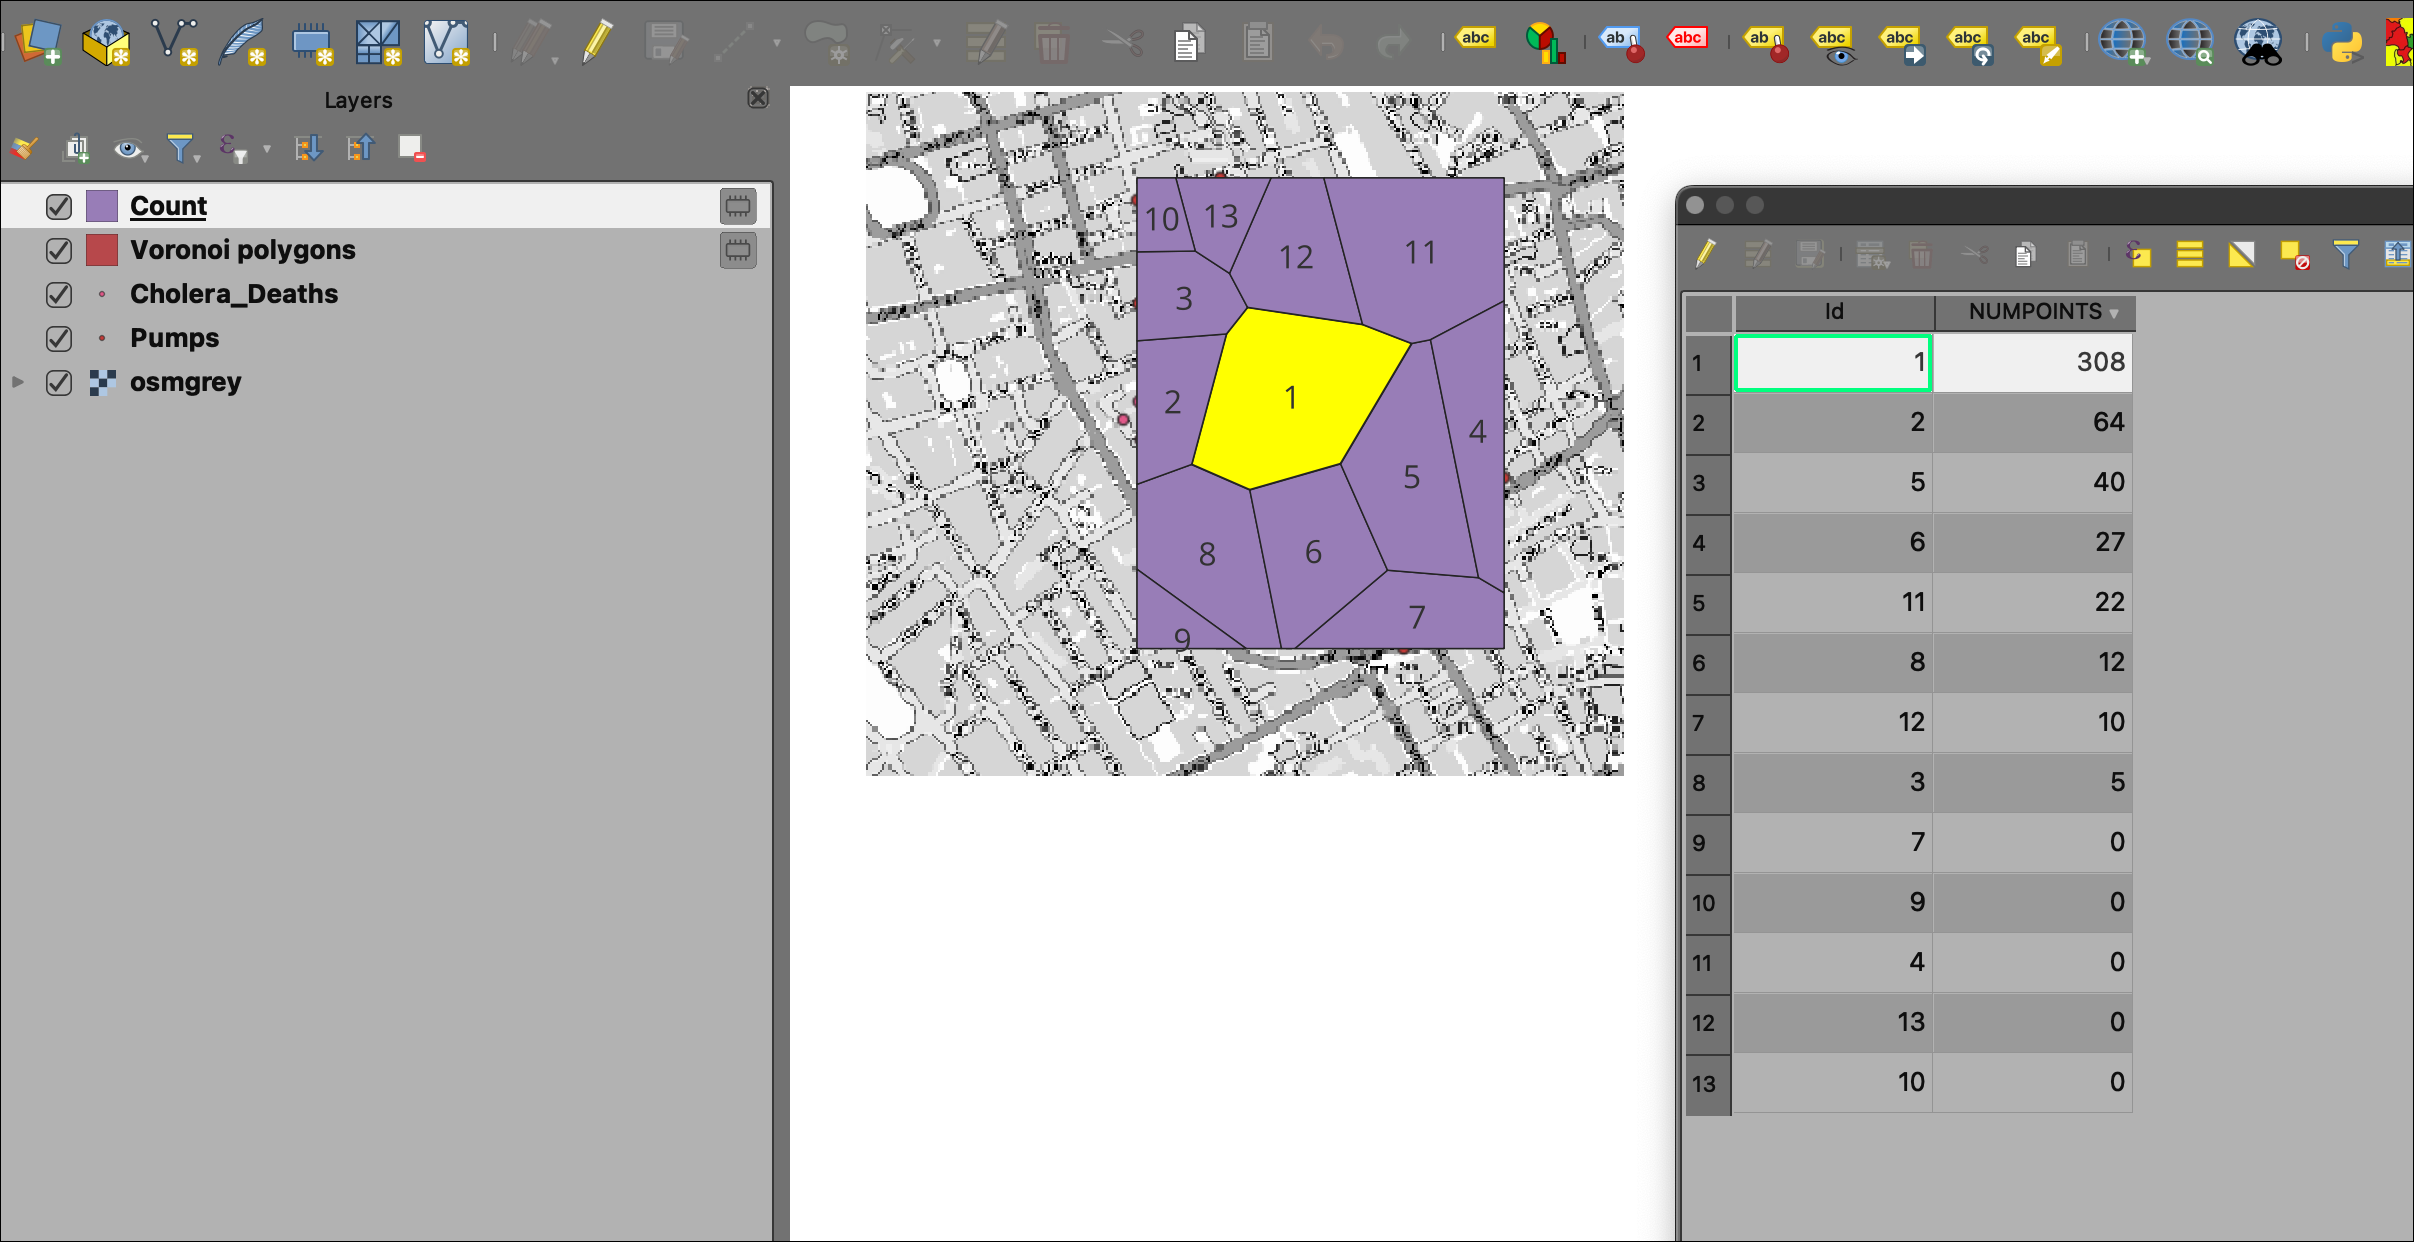 abc ab abc ab abc abc abc abc
Layers
Count
Voronoi polygons
Cholera_Deaths
Pumps
osmgrey
10 13 12 11
3
2 1 4
5
8 6
7
9
Id NUMPOINTS
1 1 308
2 2 64
3 5 40
4 6 27
5 11 22
6 8 12
7 12 10
8 3 5
9 7 0
10 9 0
11 4 0
12 13 0
13 10 0